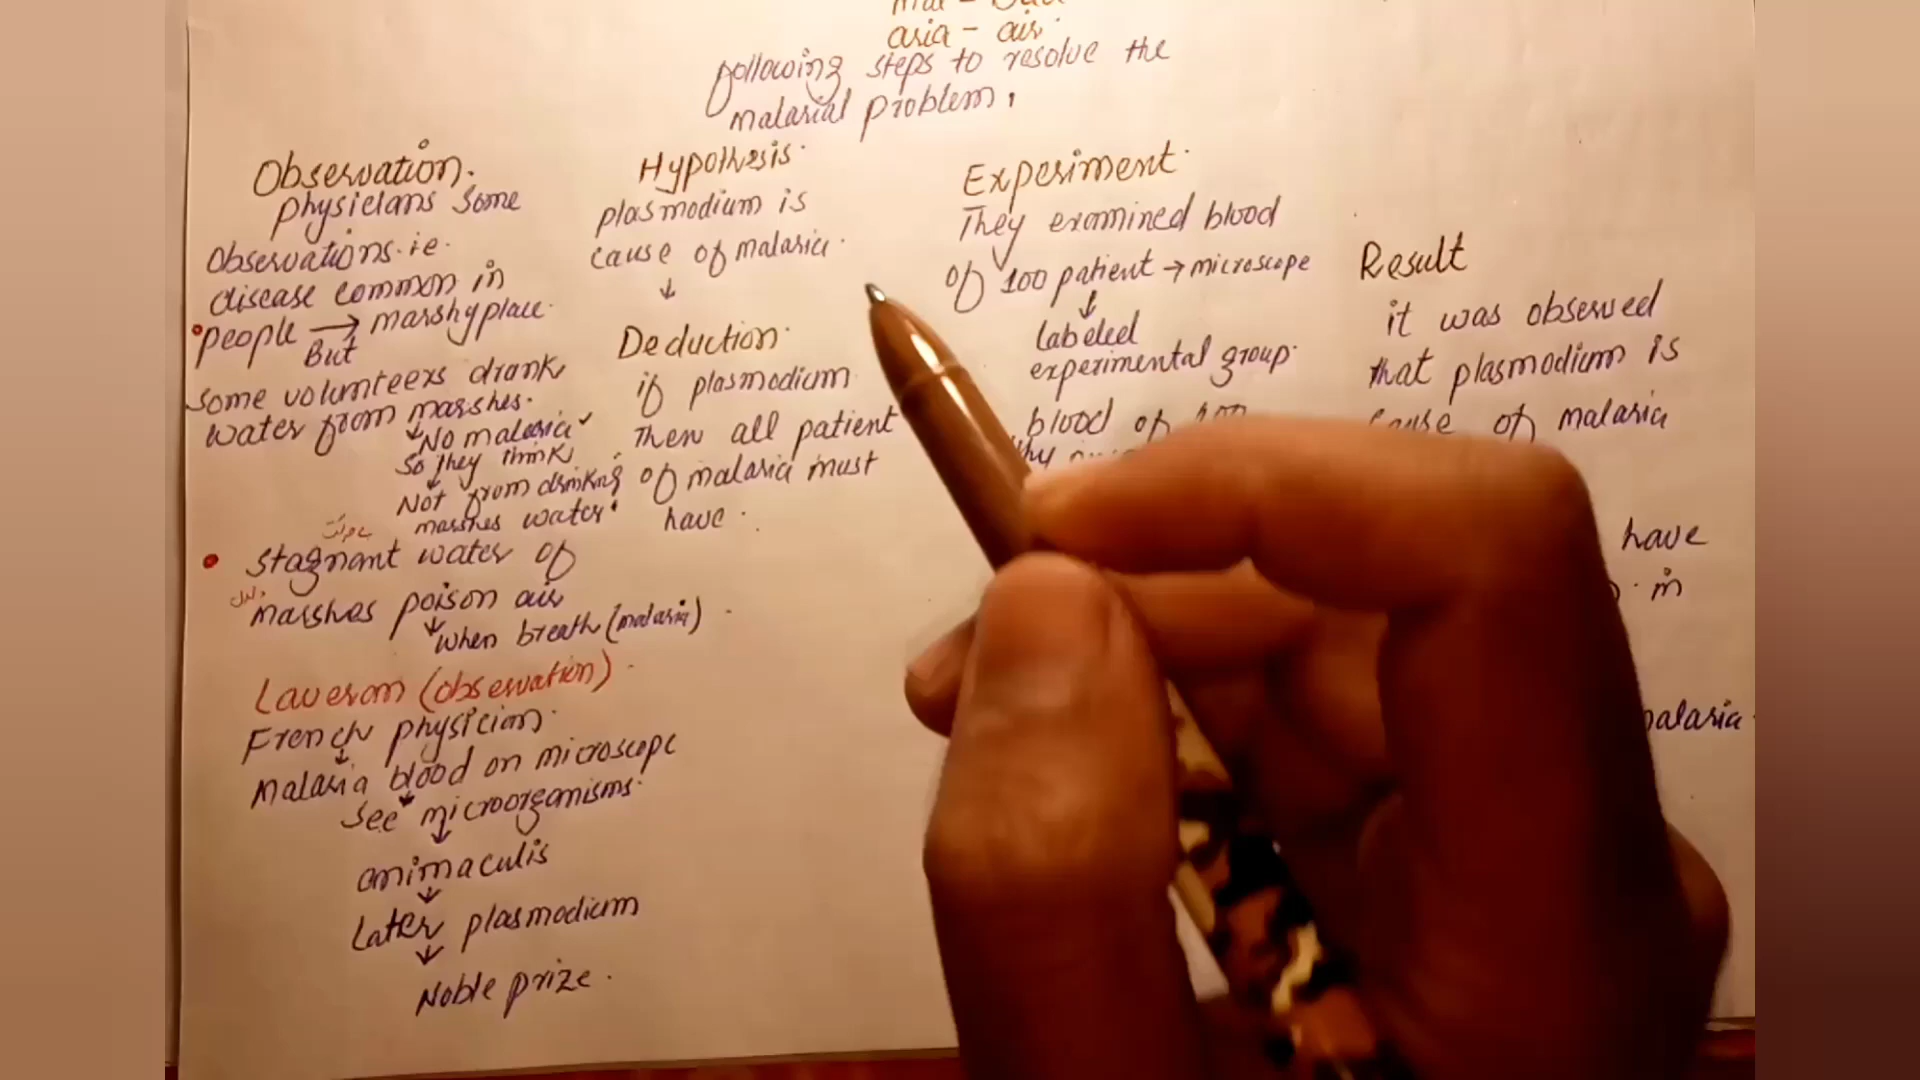 asia - air
following steps to resolve the
malarial problem.
Observation.
physicians some
observations. i.e.
disease common in
people → marshy place.
But
some volunteers drank
water from marshes.
No malaria
So they think
Not from drinking
marshes water.
stagnant water of
marshes poison air
when breath (malaria)
Laveram (observation)
French physician.
Malaria blood on microscope
See microorganisms.
animaculis
Later plasmodium
Noble prize.
Hypothesis.
plasmodium is
cause of malaria.
Deduction.
if plasmodium
Then all patient
of malaria must
have.
Experiment.
They examined blood
of 100 patient → microscope
labeled
experimental group.
blood of
Result
it was observed
that plasmodium is
cause of malaria
have
in
malaria.